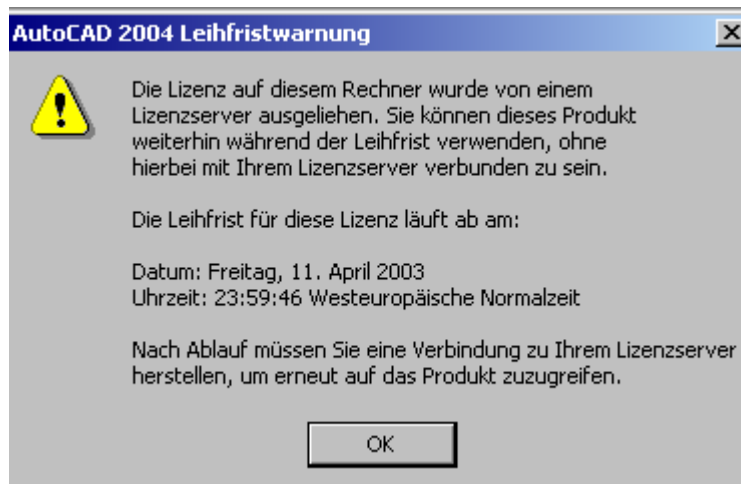 AutoCAD 2004 Leihfristwarnung
Die Lizenz auf diesem Rechner wurde von einem
Lizenzserver ausgeliehen. Sie können dieses Produkt
weiterhin während der Leihfrist verwenden, ohne
hierbei mit Ihrem Lizenzserver verbunden zu sein.
Die Leihfrist für diese Lizenz läuft ab am:
Datum: Freitag, 11. April 2003
Uhrzeit: 23:59:46 Westeuropäische Normalzeit
Nach Ablauf müssen Sie eine Verbindung zu Ihrem Lizenzserver
herstellen, um erneut auf das Produkt zuzugreifen.
OK